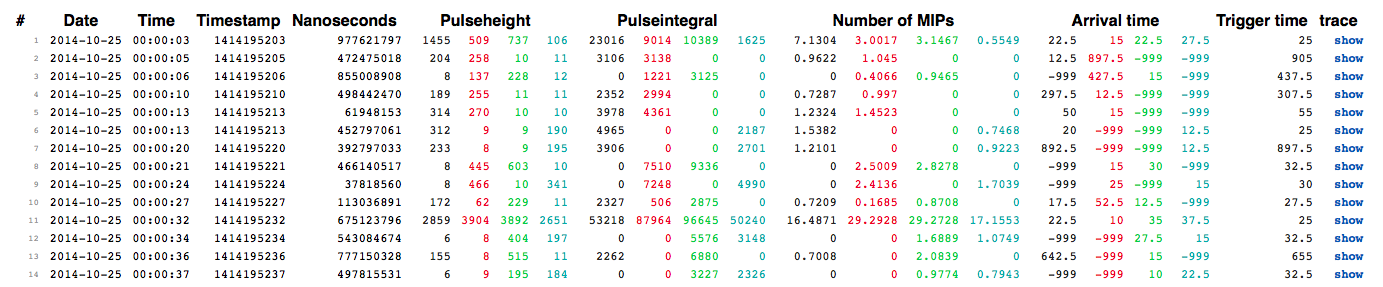 # Date Time Timestamp Nanoseconds Pulseheight Pulseintegral Number of MIPs Arrival time Trigger time trace
1 2014-10-25 00:00:03 1414195203 977621797 1455 509 737 106 23016 9014 10389 1625 7.1304 3.0017 3.1467 0.5549 22.5 15 22.5 27.5 25 show
2 2014-10-25 00:00:05 1414195205 472475018 204 258 10 11 3106 3138 0 0 0.9622 1.045 0 0 12.5 897.5 -999 -999 905 show
3 2014-10-25 00:00:06 1414195206 855008908 8 137 228 12 0 1221 3125 0 0 0.4066 0.9465 0 -999 427.5 15 -999 437.5 show
4 2014-10-25 00:00:10 1414195210 498442470 189 255 11 11 2352 2994 0 0 0.7287 0.997 0 0 297.5 12.5 -999 -999 307.5 show
5 2014-10-25 00:00:13 1414195213 61948153 314 270 10 10 3978 4361 0 0 1.2324 1.4523 0 0 50 15 -999 -999 55 show
6 2014-10-25 00:00:13 1414195213 452797061 312 9 9 190 4965 0 0 2187 1.5382 0 0 0.7468 20 -999 -999 12.5 25 show
7 2014-10-25 00:00:20 1414195220 392797033 233 8 9 195 3906 0 0 2701 1.2101 0 0 0.9223 892.5 -999 -999 12.5 897.5 show
8 2014-10-25 00:00:21 1414195221 466140517 8 445 603 10 0 7510 9336 0 0 2.5009 2.8278 0 -999 15 30 -999 32.5 show
9 2014-10-25 00:00:24 1414195224 37818560 8 466 10 341 0 7248 0 4990 0 2.4136 0 1.7039 -999 25 -999 15 30 show
10 2014-10-25 00:00:27 1414195227 113036891 172 62 229 11 2327 506 2875 0 0.7209 0.1685 0.8708 0 17.5 52.5 12.5 -999 27.5 show
11 2014-10-25 00:00:32 1414195232 675123796 2859 3904 3892 2651 53218 87964 96645 50240 16.4871 29.2928 29.2728 17.1553 22.5 10 35 37.5 25 show
12 2014-10-25 00:00:34 1414195234 543084674 6 8 404 197 0 0 5576 3148 0 0 1.6889 1.0749 -999 -999 27.5 15 32.5 show
13 2014-10-25 00:00:36 1414195236 777150328 155 8 515 11 2262 0 6880 0 0.7008 0 2.0839 0 642.5 -999 15 -999 655 show
14 2014-10-25 00:00:37 1414195237 497815531 6 9 195 184 0 0 3227 2326 0 0 0.9774 0.7943 -999 -999 10 22.5 32.5 show